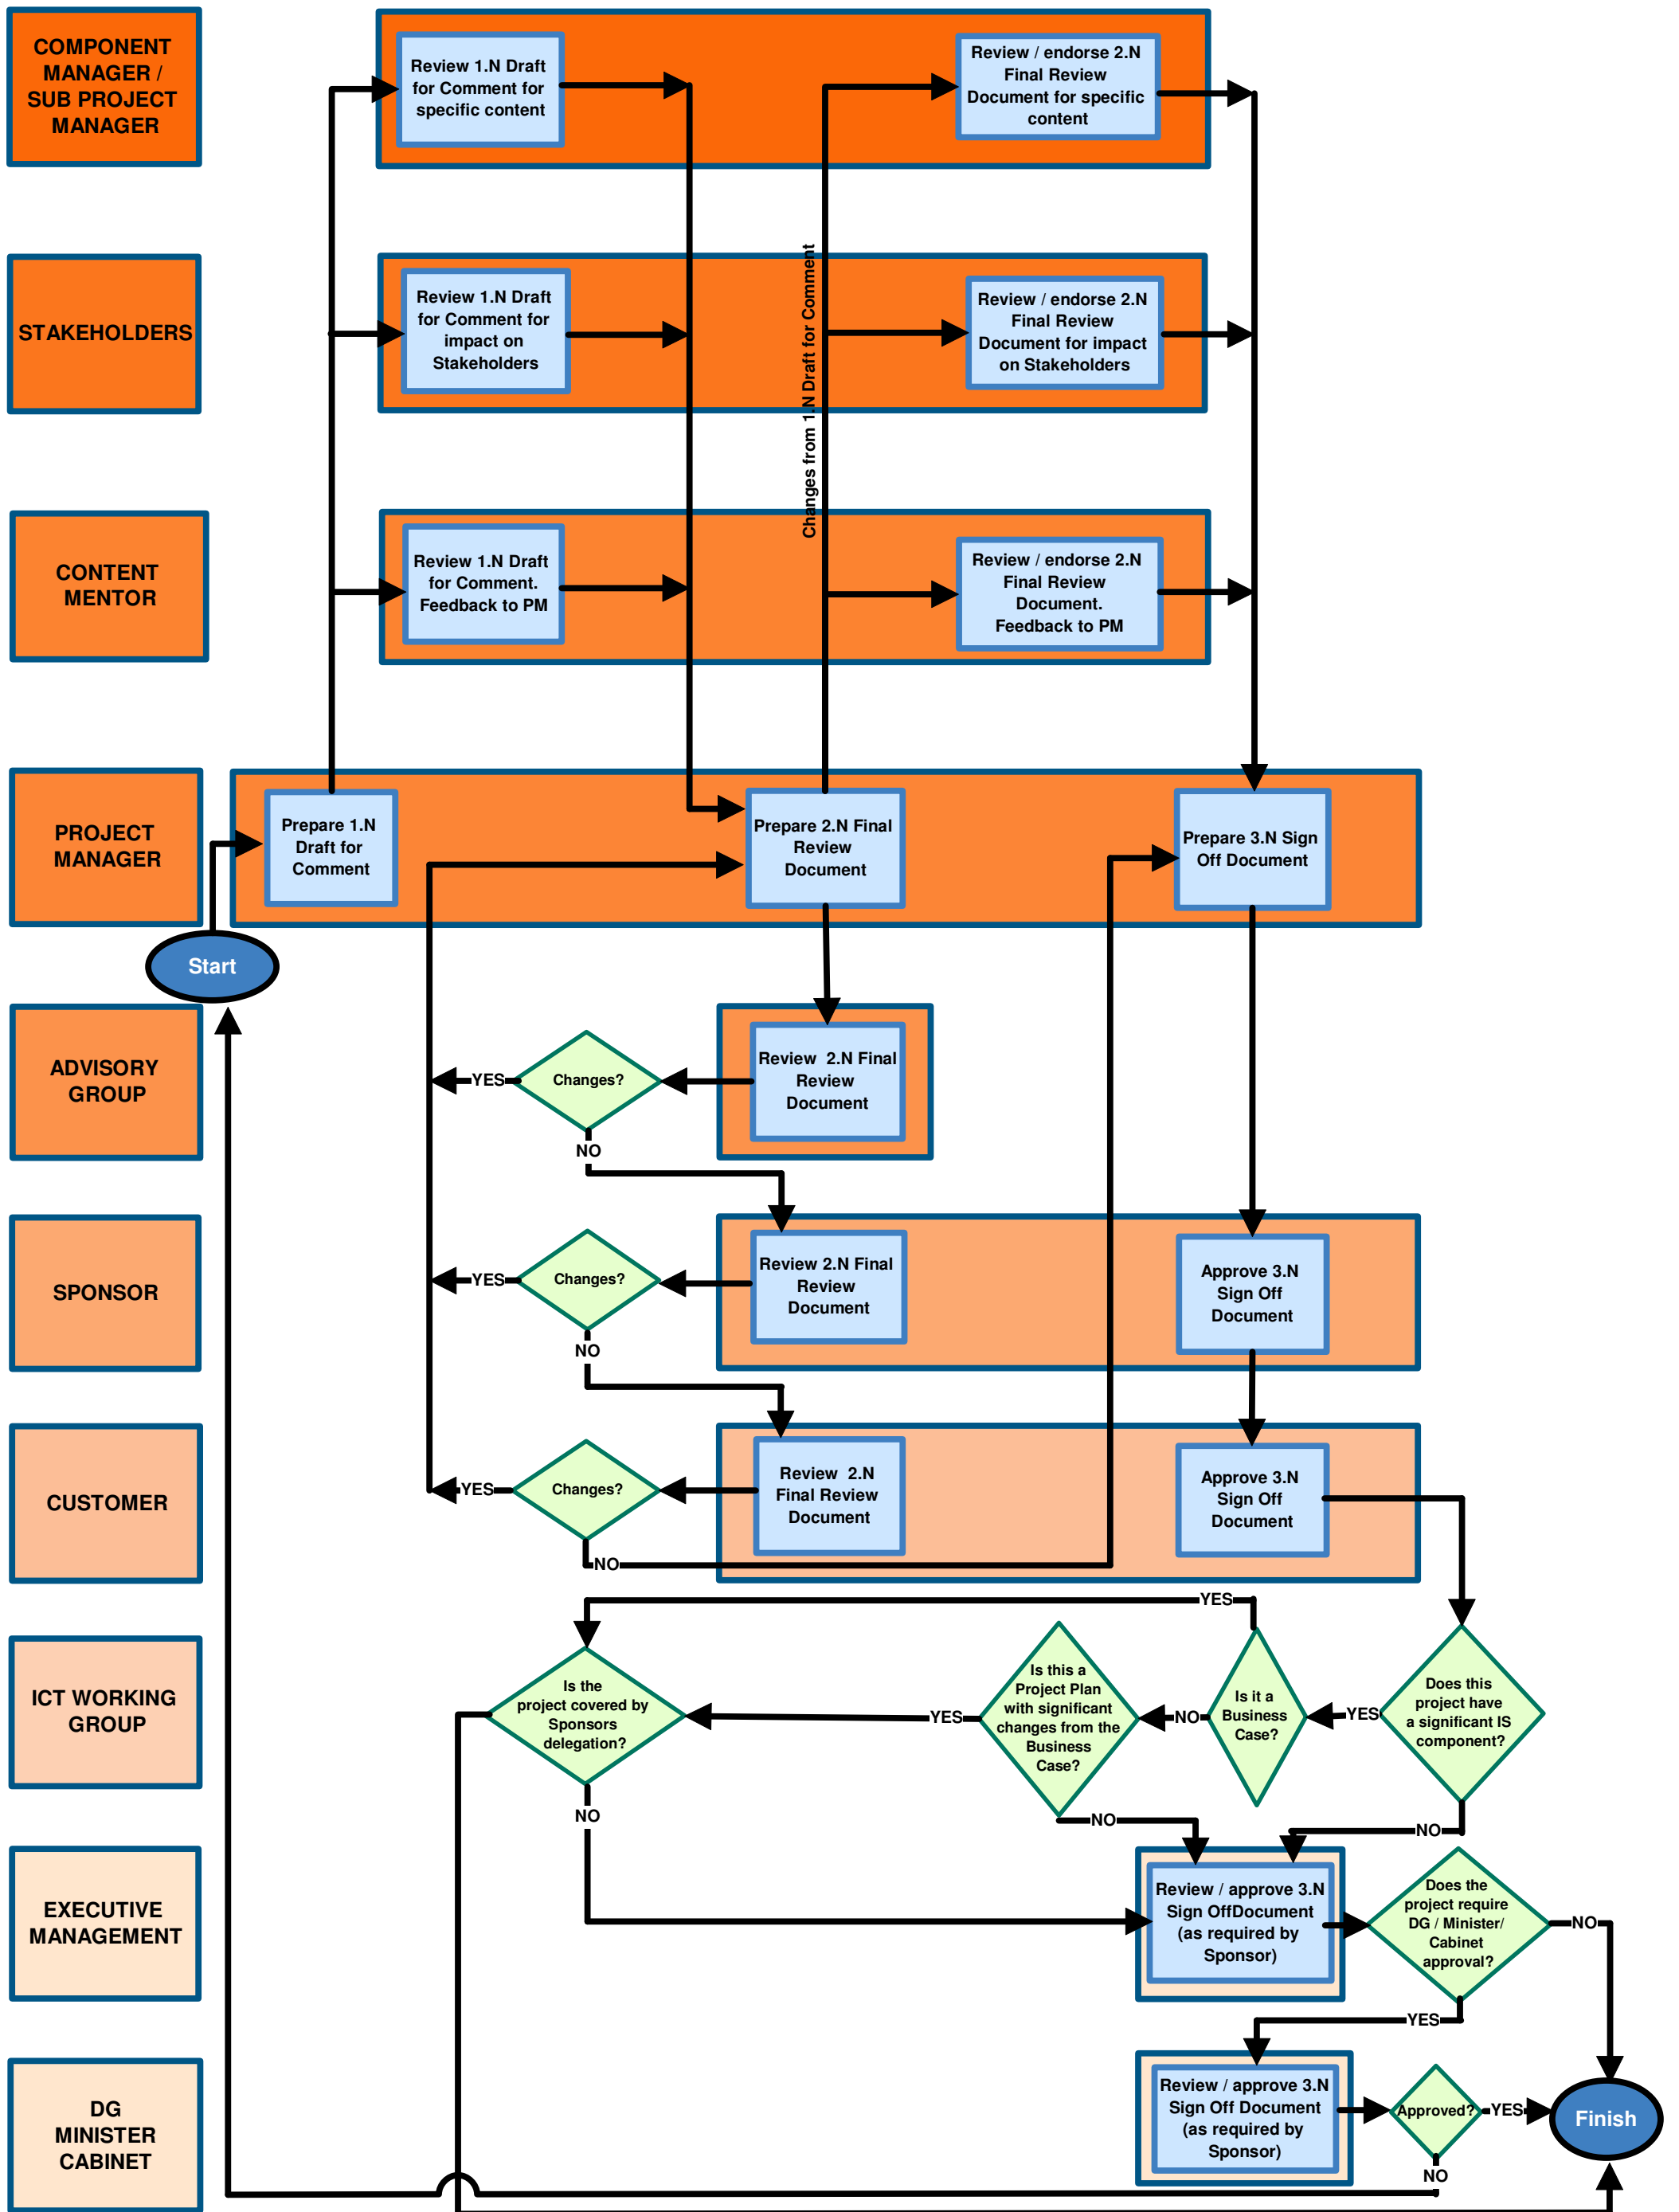 COMPONENT
MANAGER /
SUB PROJECT
MANAGER
Review 1.N Draft
for Comment for
specific content
Review / endorse 2.N
Final Review
Document for specific
content
STAKEHOLDERS
Review 1.N Draft
for Comment for
impact on
Stakeholders
Changes from 1.N Draft for Comment
Review / endorse 2.N
Final Review
Document for impact
on Stakeholders
CONTENT
MENTOR
Review 1.N Draft
for Comment.
Feedback to PM
Review / endorse 2.N
Final Review
Document.
Feedback to PM
PROJECT
MANAGER
Prepare 1.N
Draft for
Comment
Prepare 2.N Final
Review
Document
Prepare 3.N Sign
Off Document
Start
ADVISORY
GROUP
YES
Changes?
Review  2.N Final
Review
Document
NO
SPONSOR
YES
Changes?
Review 2.N Final
Review
Document
Approve 3.N
Sign Off
Document
NO
CUSTOMER
YES
Changes?
Review  2.N
Final Review
Document
Approve 3.N
Sign Off
Document
NO
YES
ICT WORKING
GROUP
Is the
project covered by
Sponsors
delegation?
YES
Is this a
Project Plan
with significant
changes from the
Business
Case?
NO
Is it a
Business
Case?
YES
Does this
project have
a significant IS
component?
NO
NO
NO
EXECUTIVE
MANAGEMENT
Review / approve 3.N
Sign OffDocument
(as required by
Sponsor)
Does the
project require
DG / Minister/
Cabinet
approval?
NO
YES
DG
MINISTER
CABINET
Review / approve 3.N
Sign Off Document
(as required by
Sponsor)
Approved?
YES
Finish
NO